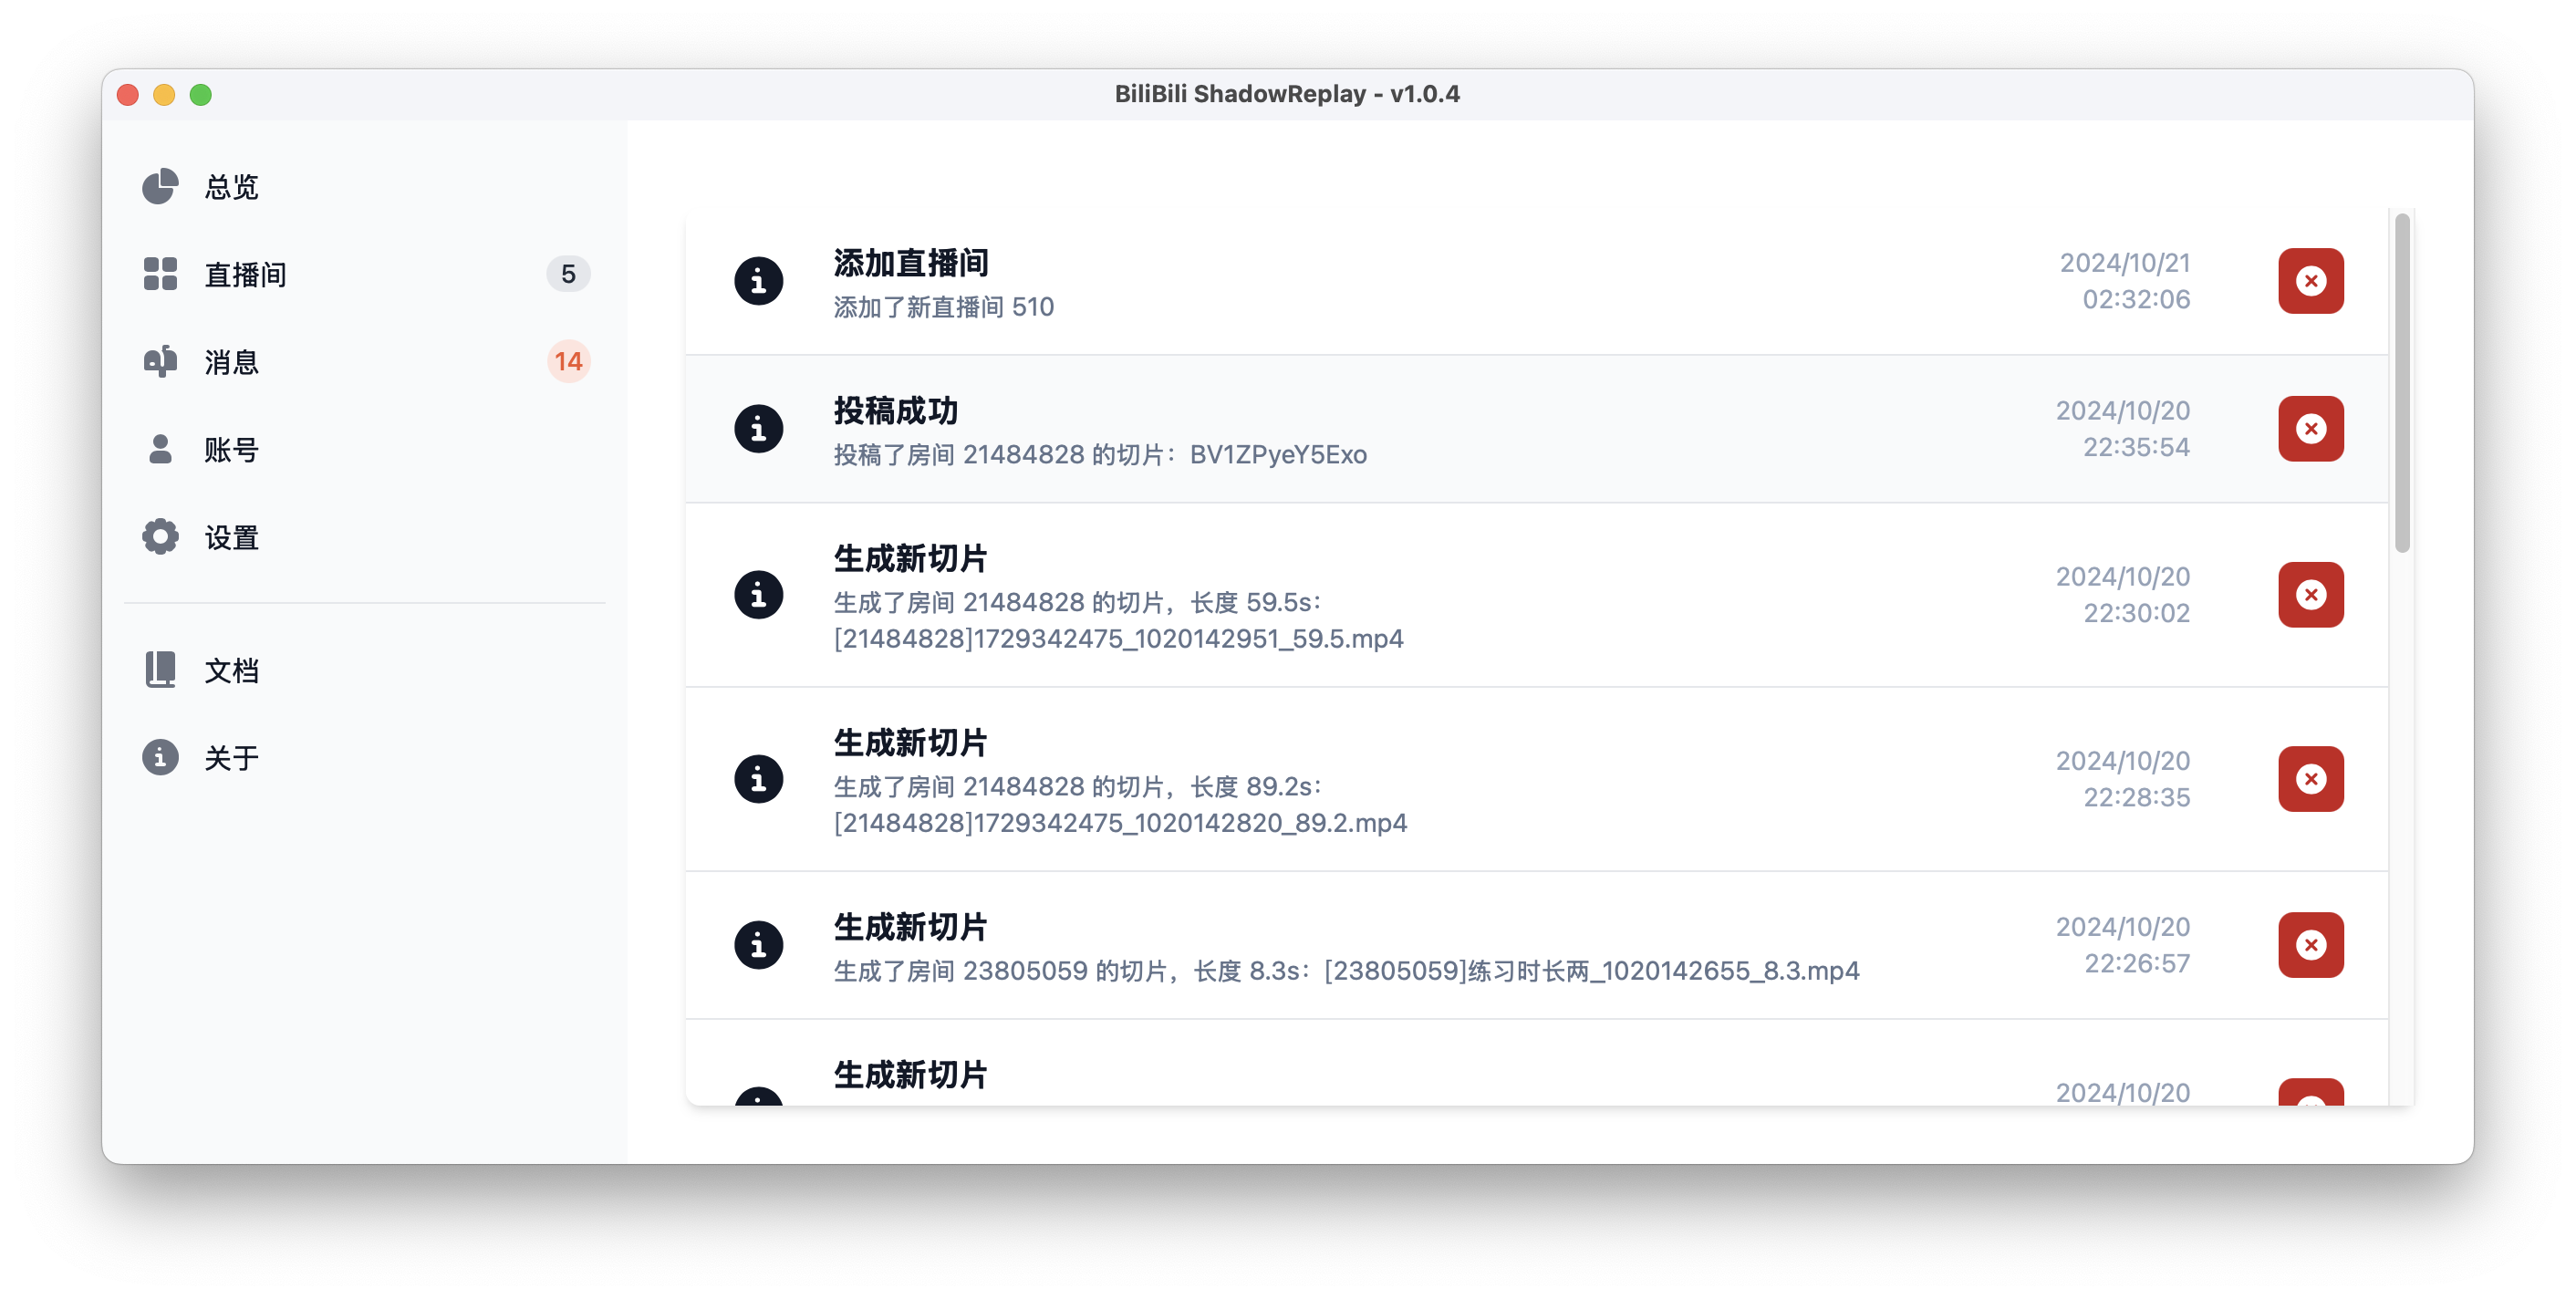 BiliBili ShadowReplay - v1.0.4
总览
直播间
5
消息
14
账号
设置
文档
关于
添加直播间
添加了新直播间 510
2024/10/21
02:32:06
投稿成功
投稿了房间 21484828 的切片：BV1ZPyeY5Exo
2024/10/20
22:35:54
生成新切片
生成了房间 21484828 的切片，长度 59.5s：
[21484828]1729342475_1020142951_59.5.mp4
2024/10/20
22:30:02
生成新切片
生成了房间 21484828 的切片，长度 89.2s：
[21484828]1729342475_1020142820_89.2.mp4
2024/10/20
22:28:35
生成新切片
生成了房间 23805059 的切片，长度 8.3s：[23805059]练习时长两_1020142655_8.3.mp4
2024/10/20
22:26:57
生成新切片
2024/10/20